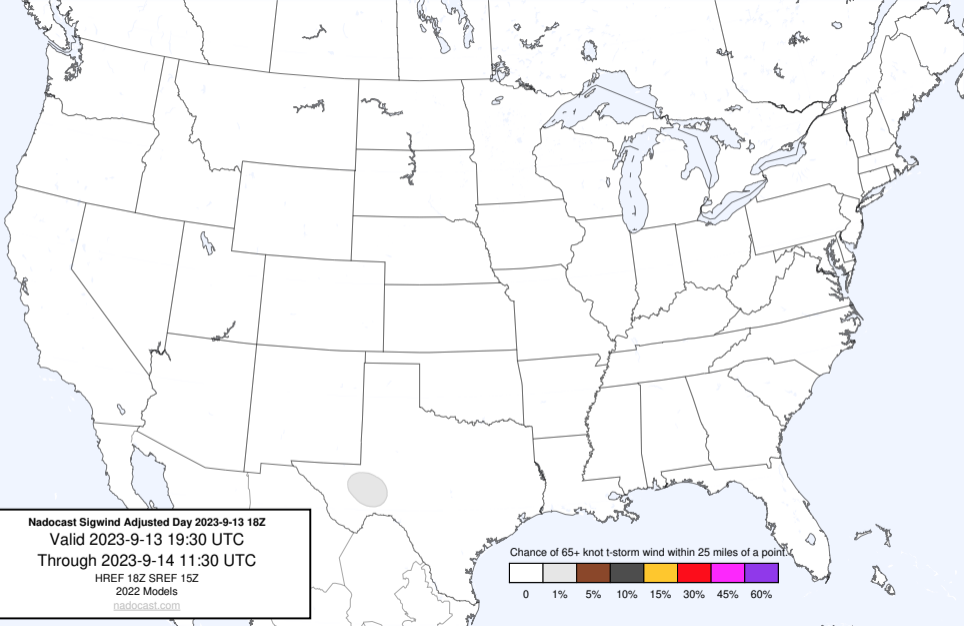 Nadocast Sigwind Adjusted Day 2023-9-13 18Z
Valid 2023-9-13 19:30 UTC
Through 2023-9-14 11:30 UTC
HREF 18Z SREF 15Z
2022 Models
nadocast.com
Chance of 65+ knot t-storm wind within 25 miles of a point.
0 1% 5% 10% 15% 30% 45% 60%